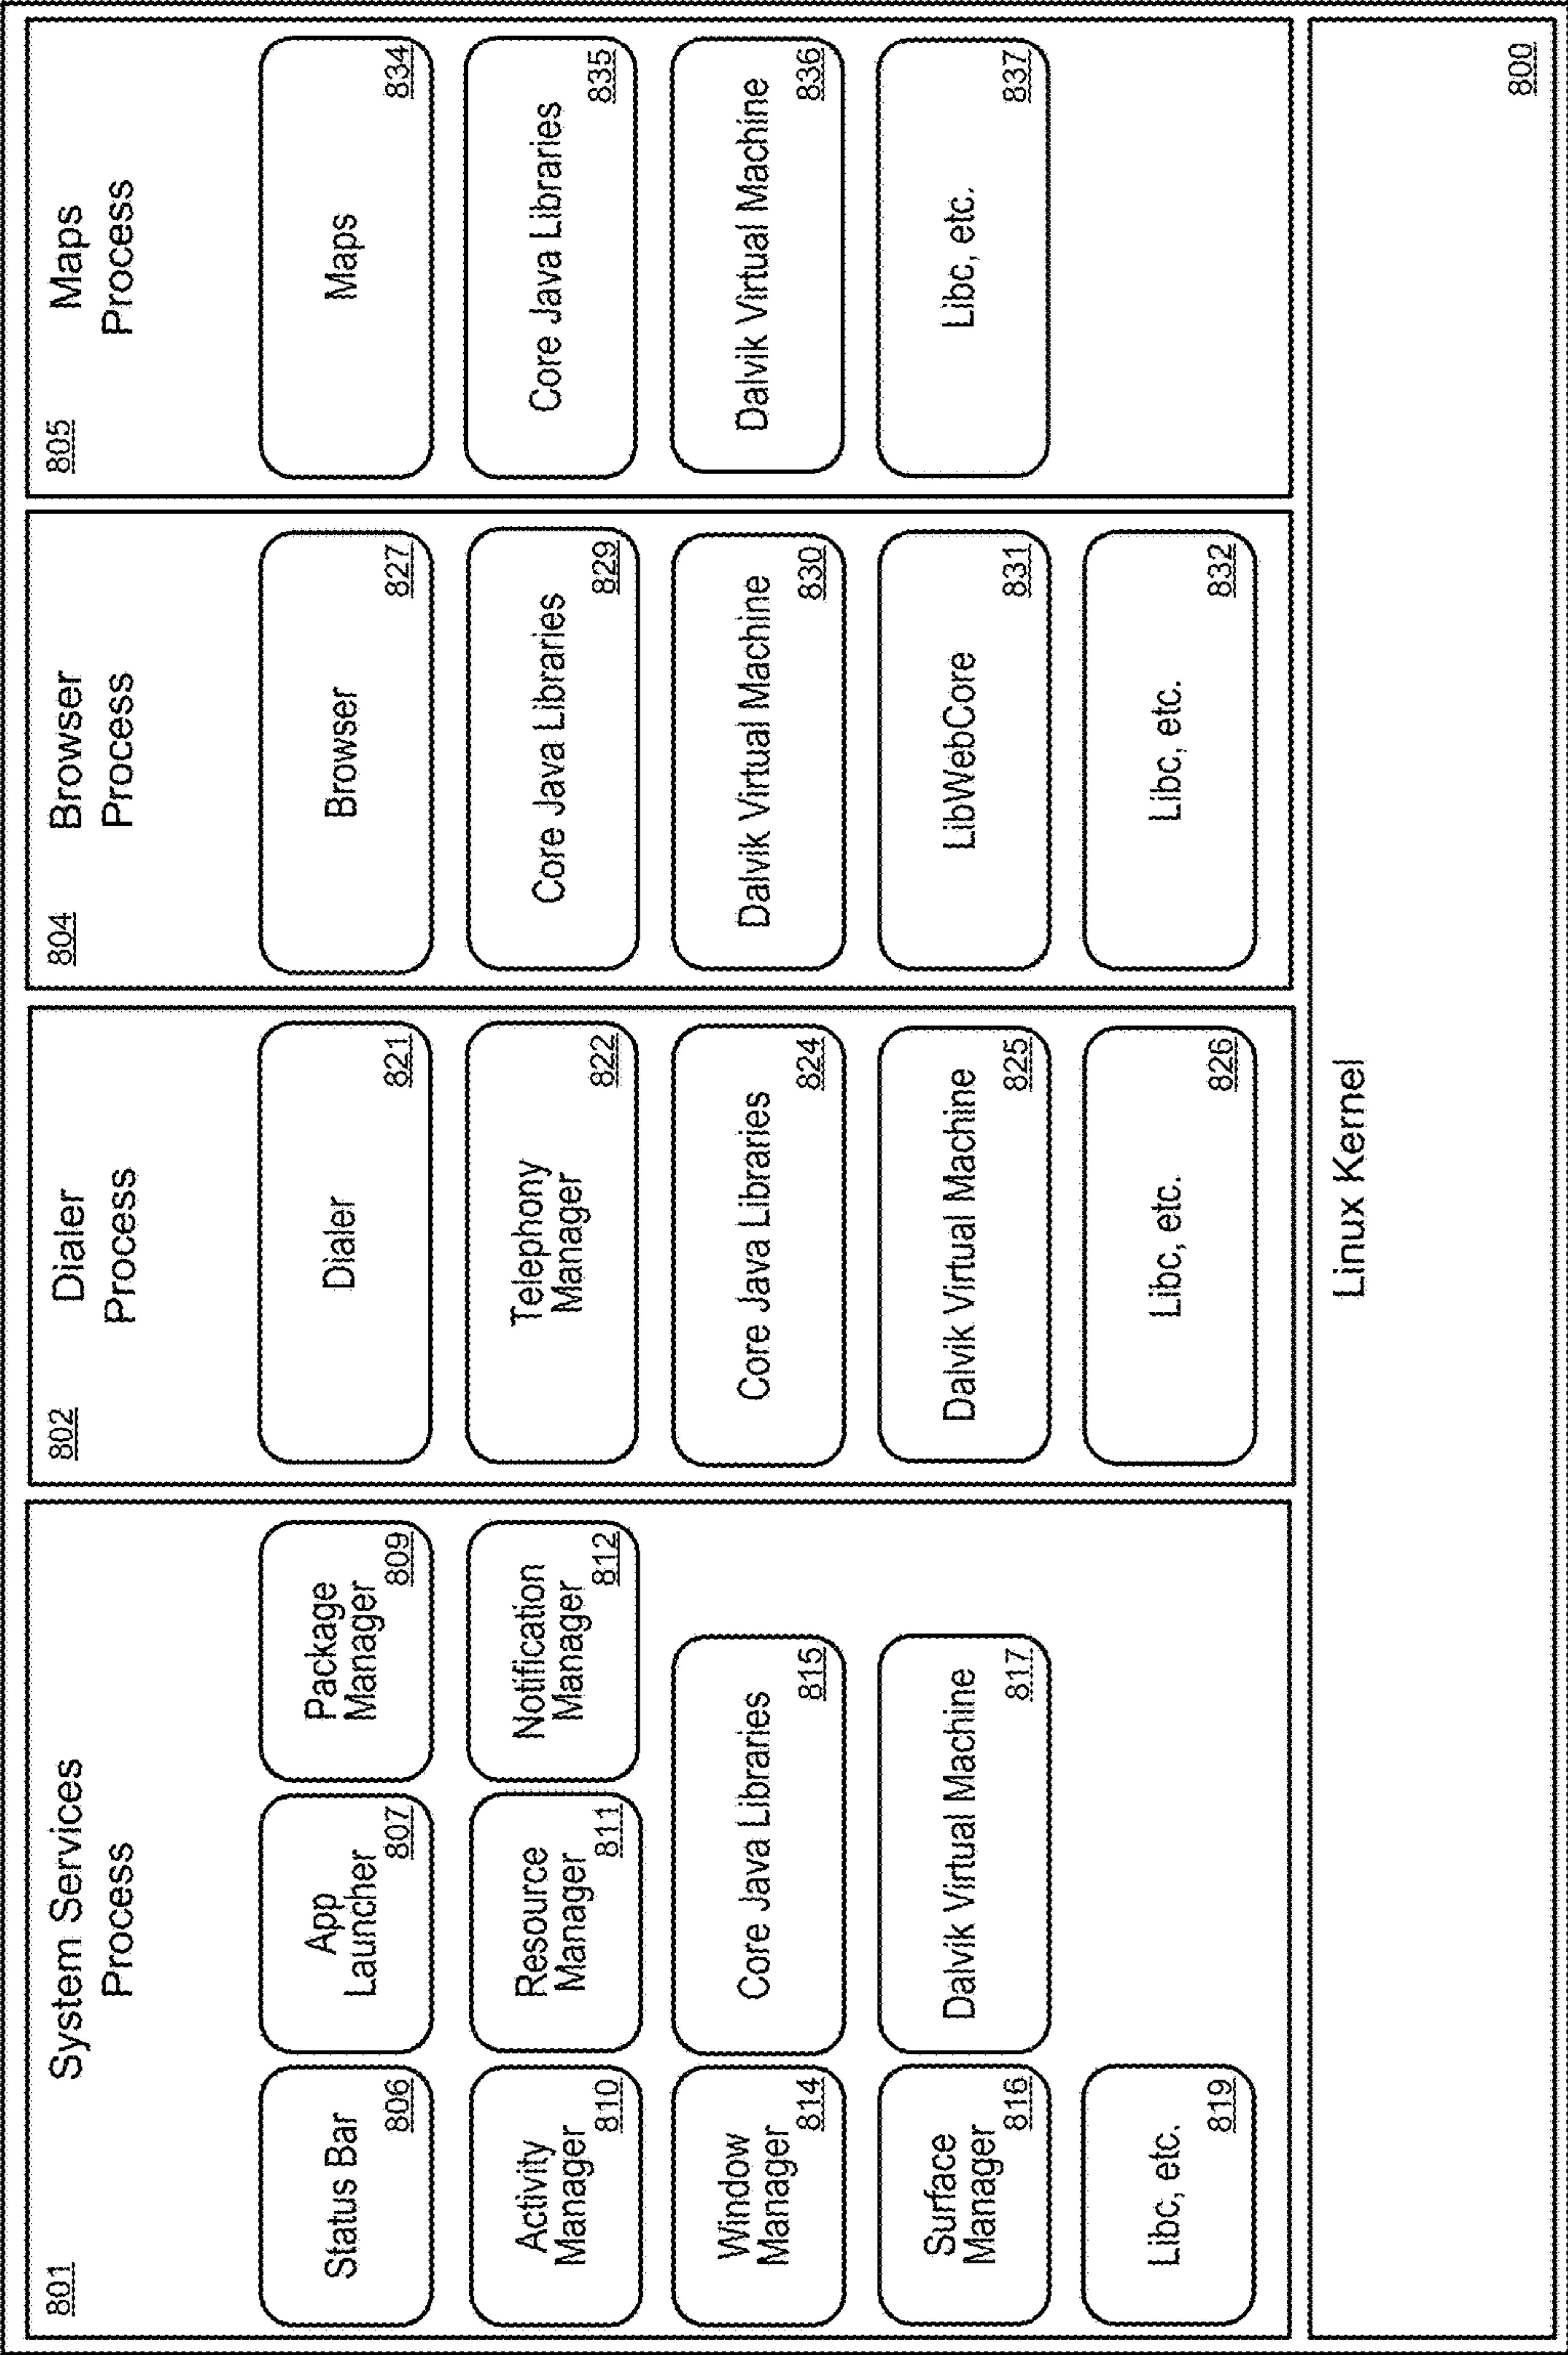 801
System Services
Process
Status Bar
806
App
Launcher
807
Package
Manager
809
Activity
Manager
810
Resource
Manager
811
Notification
Manager
812
Window
Manager
814
Core Java Libraries
815
Surface
Manager
816
Dalvik Virtual Machine
817
Libc, etc.
819
802
Dialer
Process
Dialer
821
Telephony
Manager
822
Core Java Libraries
824
Dalvik Virtual Machine
825
Libc, etc.
826
804
Browser
Process
Browser
827
Core Java Libraries
829
Dalvik Virtual Machine
830
LibWebCore
831
Libc, etc.
832
805
Maps
Process
Maps
834
Core Java Libraries
835
Dalvik Virtual Machine
836
Libc, etc.
837
Linux Kernel
800